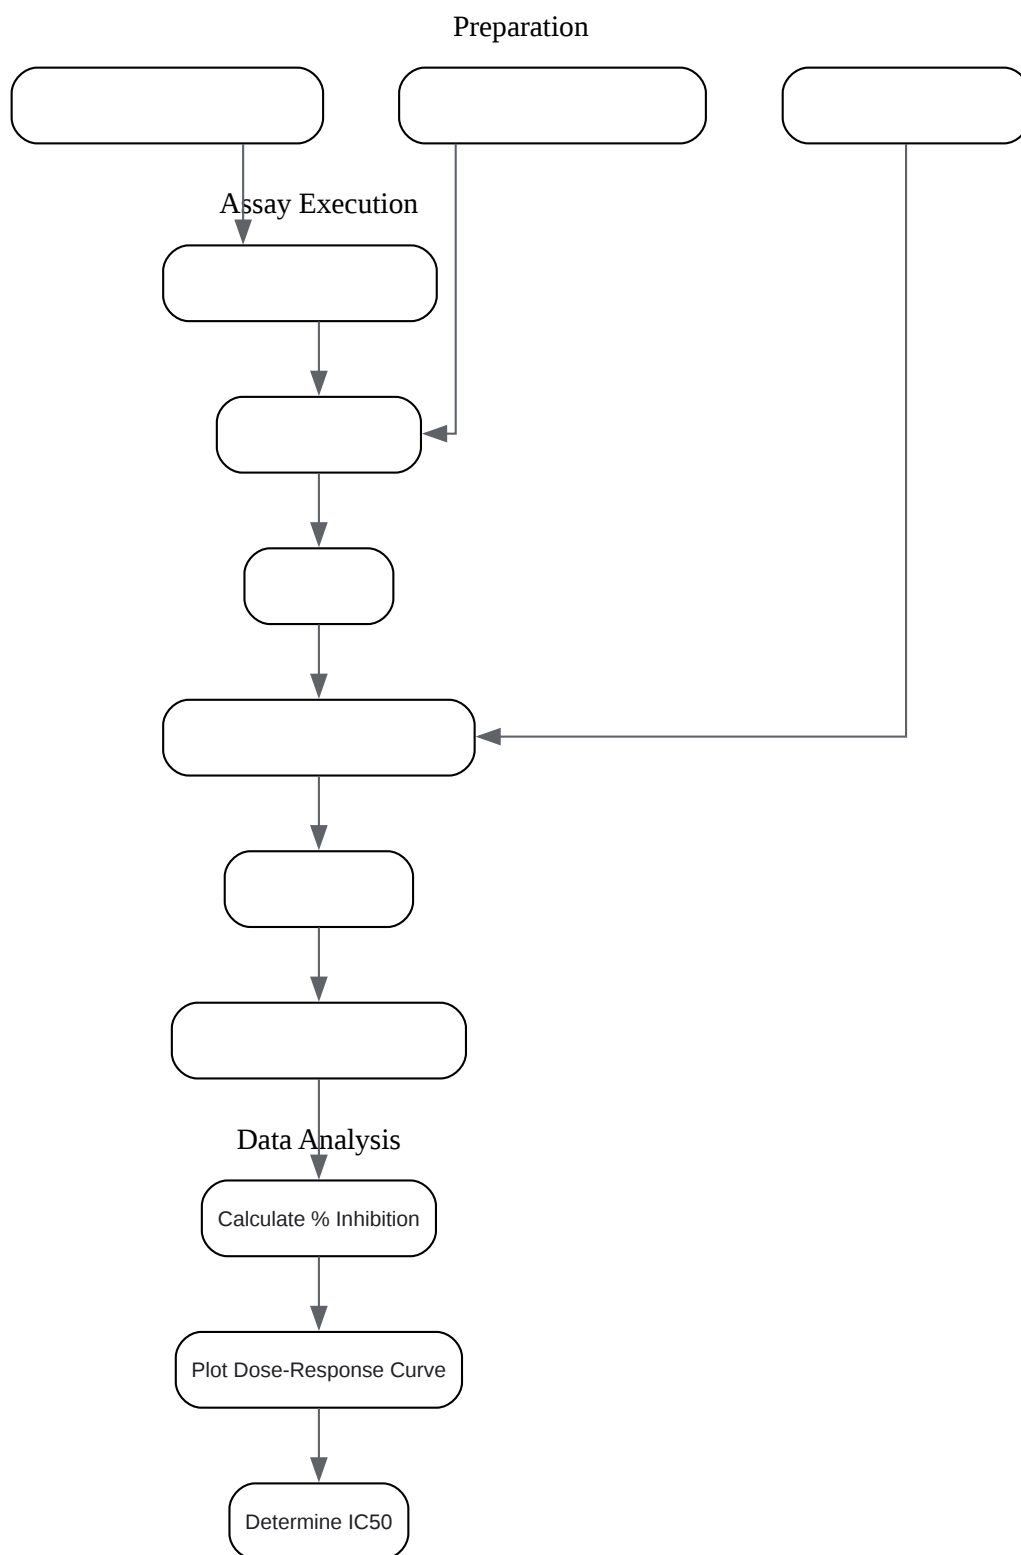 Preparation
Assay Execution
Data Analysis
Calculate % Inhibition
Plot Dose-Response Curve
Determine IC50